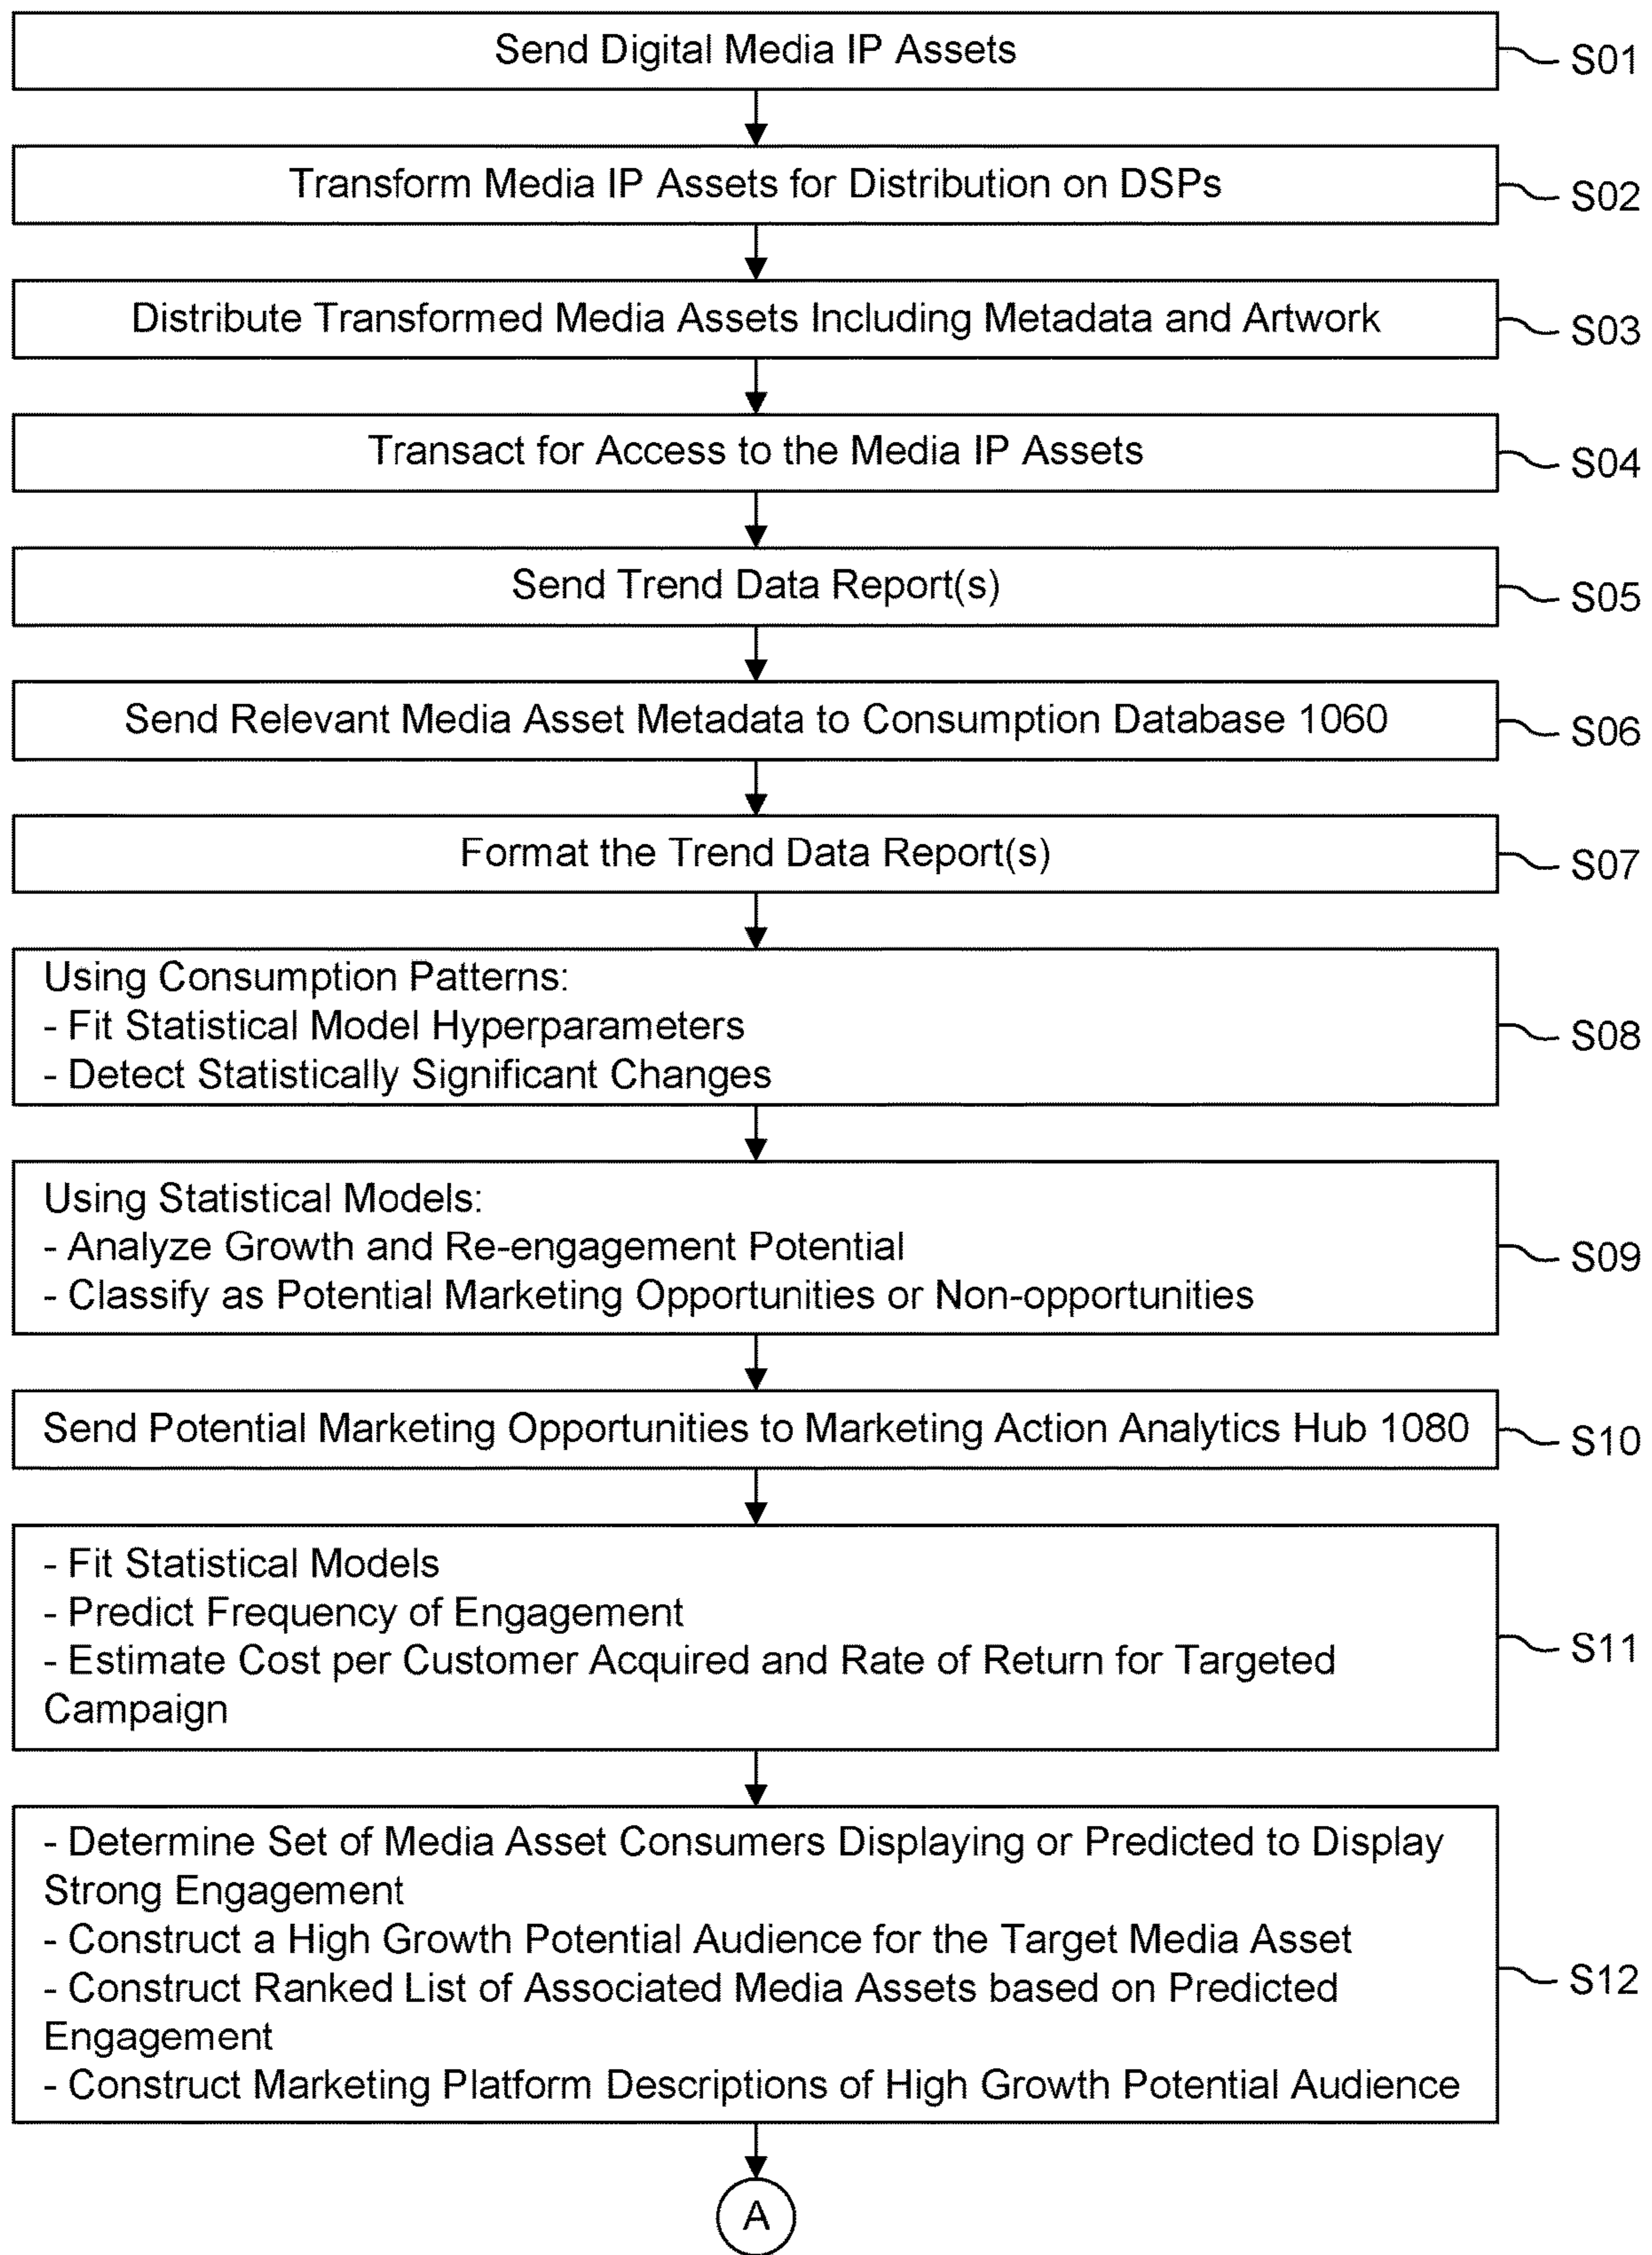 Send Digital Media IP Assets
S01
Transform Media IP Assets for Distribution on DSPs
S02
Distribute Transformed Media Assets Including Metadata and Artwork
S03
Transact for Access to the Media IP Assets
S04
Send Trend Data Report(s)
S05
Send Relevant Media Asset Metadata to Consumption Database 1060
S06
Format the Trend Data Report(s)
S07
Using Consumption Patterns:
- Fit Statistical Model Hyperparameters
- Detect Statistically Significant Changes
S08
Using Statistical Models:
- Analyze Growth and Re-engagement Potential
- Classify as Potential Marketing Opportunities or Non-opportunities
S09
Send Potential Marketing Opportunities to Marketing Action Analytics Hub 1080
S10
- Fit Statistical Models
- Predict Frequency of Engagement
- Estimate Cost per Customer Acquired and Rate of Return for Targeted
Campaign
S11
- Determine Set of Media Asset Consumers Displaying or Predicted to Display
Strong Engagement
- Construct a High Growth Potential Audience for the Target Media Asset
- Construct Ranked List of Associated Media Assets based on Predicted
Engagement
- Construct Marketing Platform Descriptions of High Growth Potential Audience
S12
A